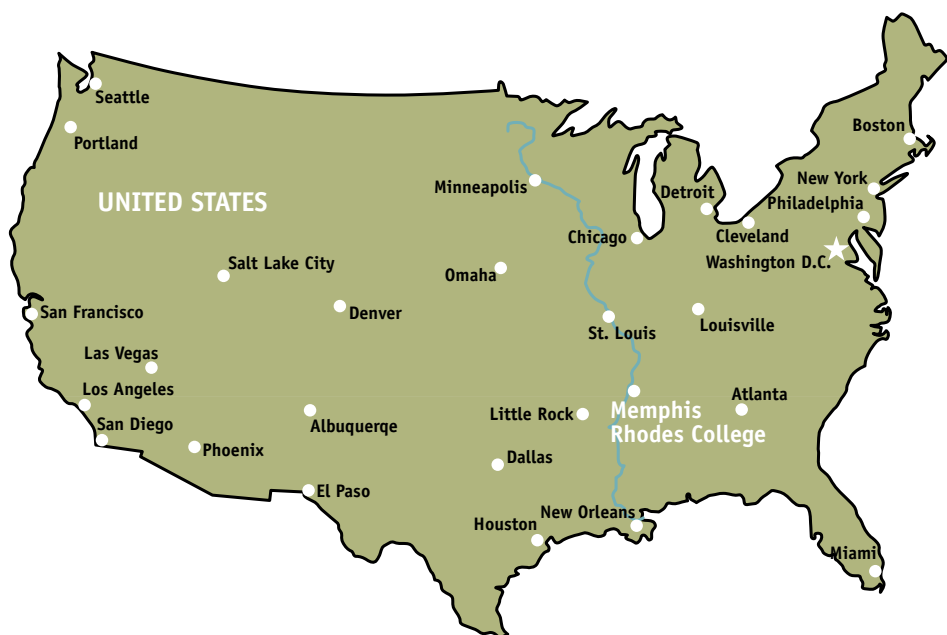 Seattle
Portland
Boston
Minneapolis
Detroit
New York
UNITED STATES
Philadelphia
Chicago
Cleveland
Salt Lake City
Omaha
Washington D.C.
San Francisco
Denver
St. Louis
Louisville
Las Vegas
Los Angeles
Atlanta
San Diego
Albuquerqe
Little Rock
Memphis
Rhodes College
Phoenix
Dallas
El Paso
New Orleans
Houston
Miami